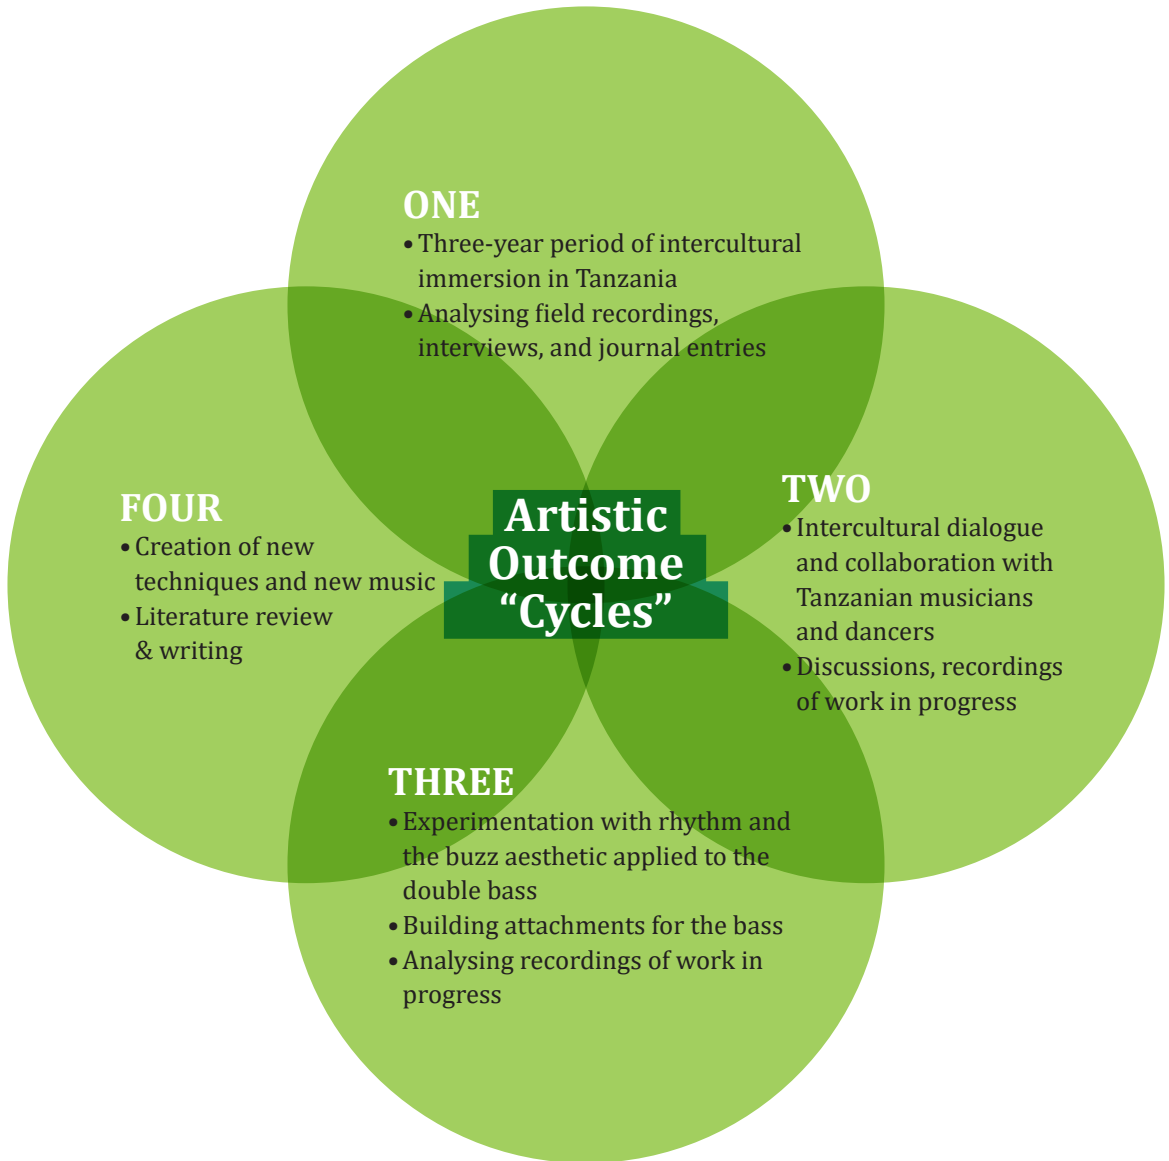 ONE
• Three-year period of intercultural
immersion in Tanzania
• Analysing field recordings,
interviews, and journal entries
TWO
• Intercultural dialogue
and collaboration with
Tanzanian musicians
and dancers
• Discussions, recordings
of work in progress
THREE
• Experimentation with rhythm and
the buzz aesthetic applied to the
double bass
• Building attachments for the bass
• Analysing recordings of work in
progress
FOUR
• Creation of new
techniques and new music
• Literature review
& writing
Artistic
Outcome
“Cycles”